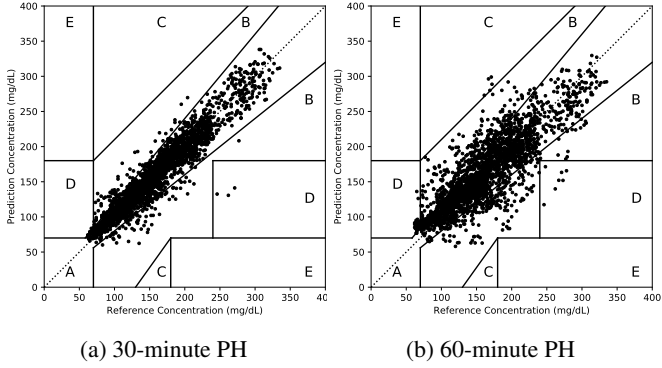 400 E C B
350
300
250 B
200
150 D D
100
50 A C E
0
0 50 100 150 200 250 300 350 40
Prediction Concentration (mg/dL)
Reference Concentration (mg/dL)
(a) 30-minute PH
400 E C B
350
300
250 B
200
150 D D
100
50 A C E
0
0 50 100 150 200 250 300 350 400
Prediction Concentration (mg/dL)
Reference Concentration (mg/dL)
(b) 60-minute PH